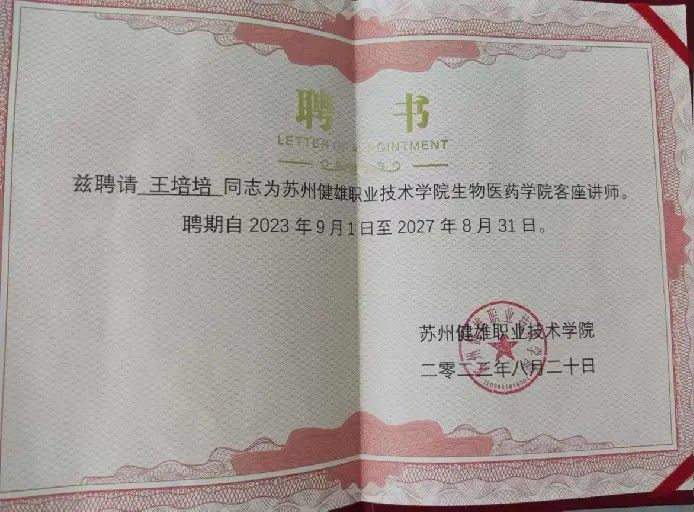 聘 书
LETTER OF APPOINTMENT
兹聘请 王培培 同志为苏州健雄职业技术学院生物医药学院客座讲师。
聘期自 2023 年 9 月 1 日至 2027 年 8 月 31 日。
苏州健雄职业技术学院
二零二三年八月二十日